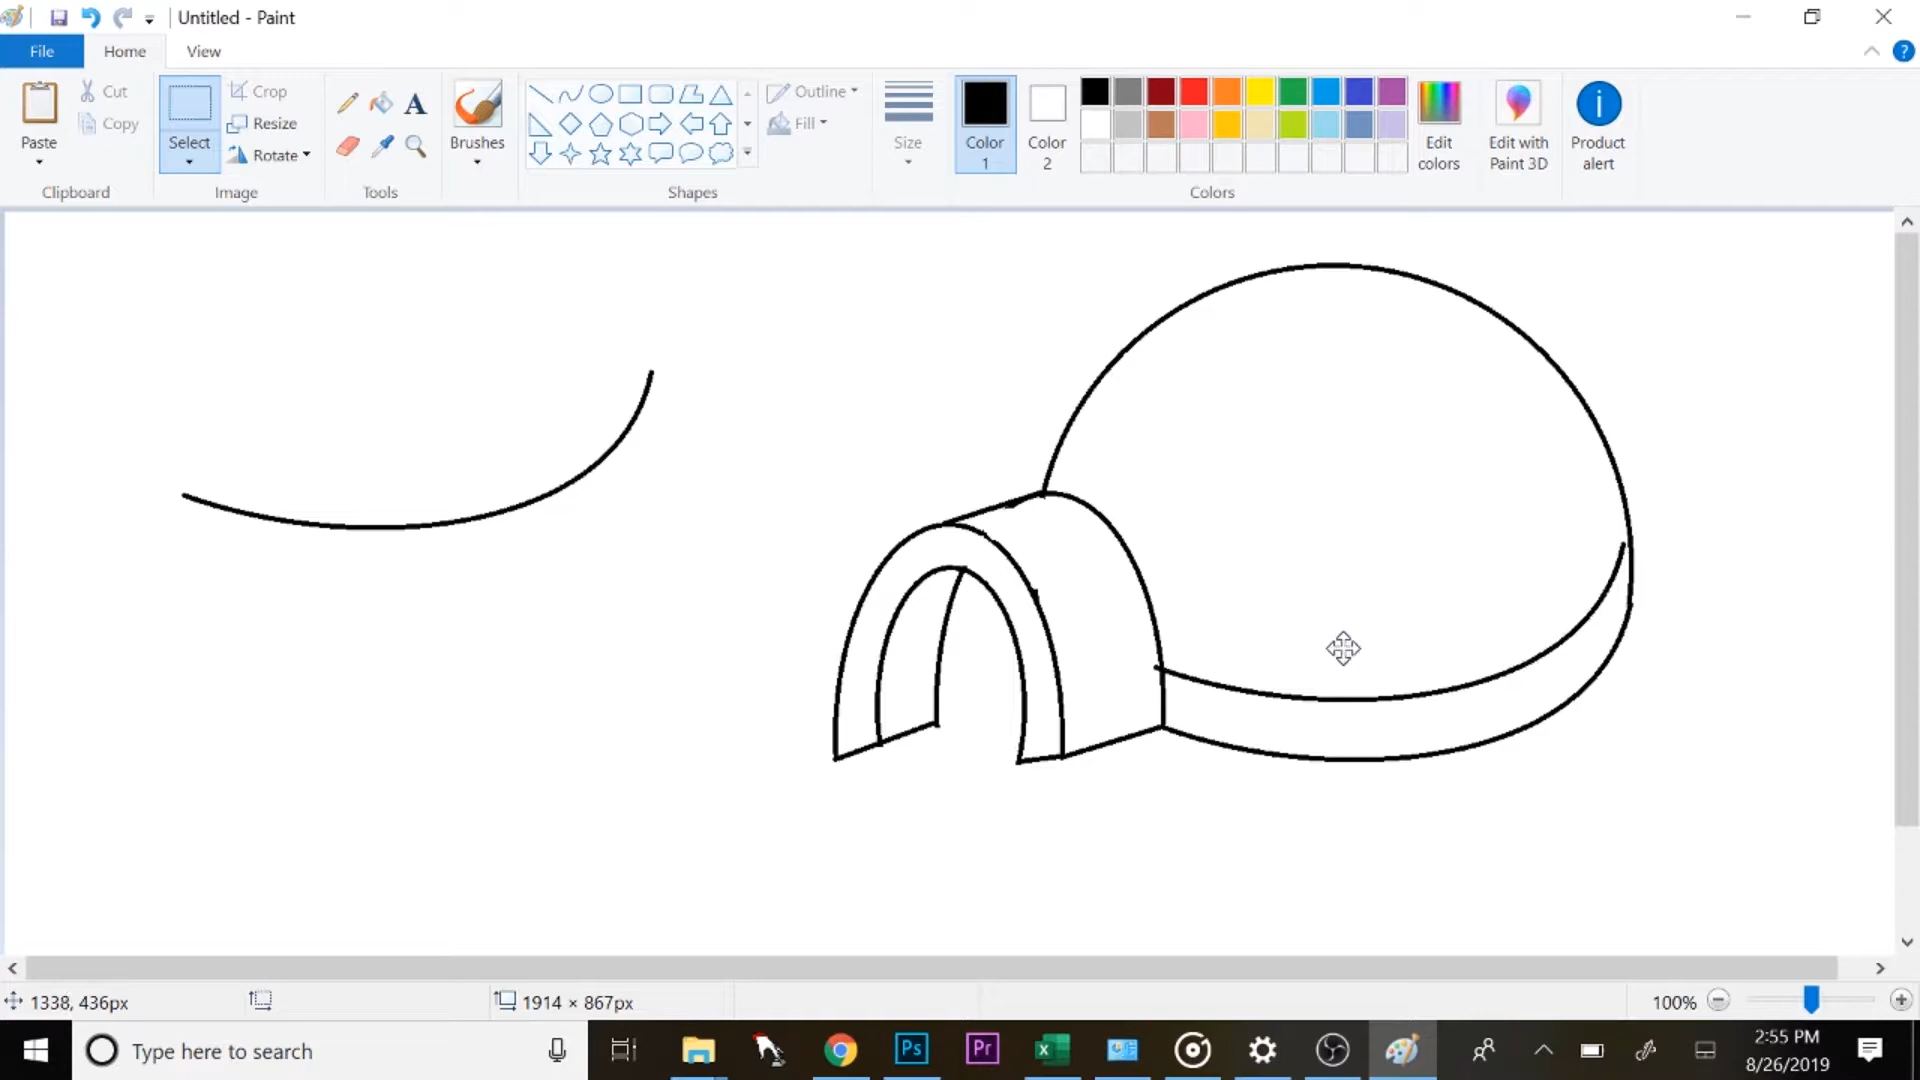 Untitled - Paint
File Home View
Paste
Cut
Copy
Clipboard
Select
Crop
Resize
Rotate
Image
A
Tools
Brushes
Shapes
Outline
Fill
Size
Color 1
Color 2
Colors
Edit colors
Edit with Paint 3D
Product alert
1338, 436px
1914 × 867px
100%
Type here to search
Ps
Pr
2:55 PM
8/26/2019